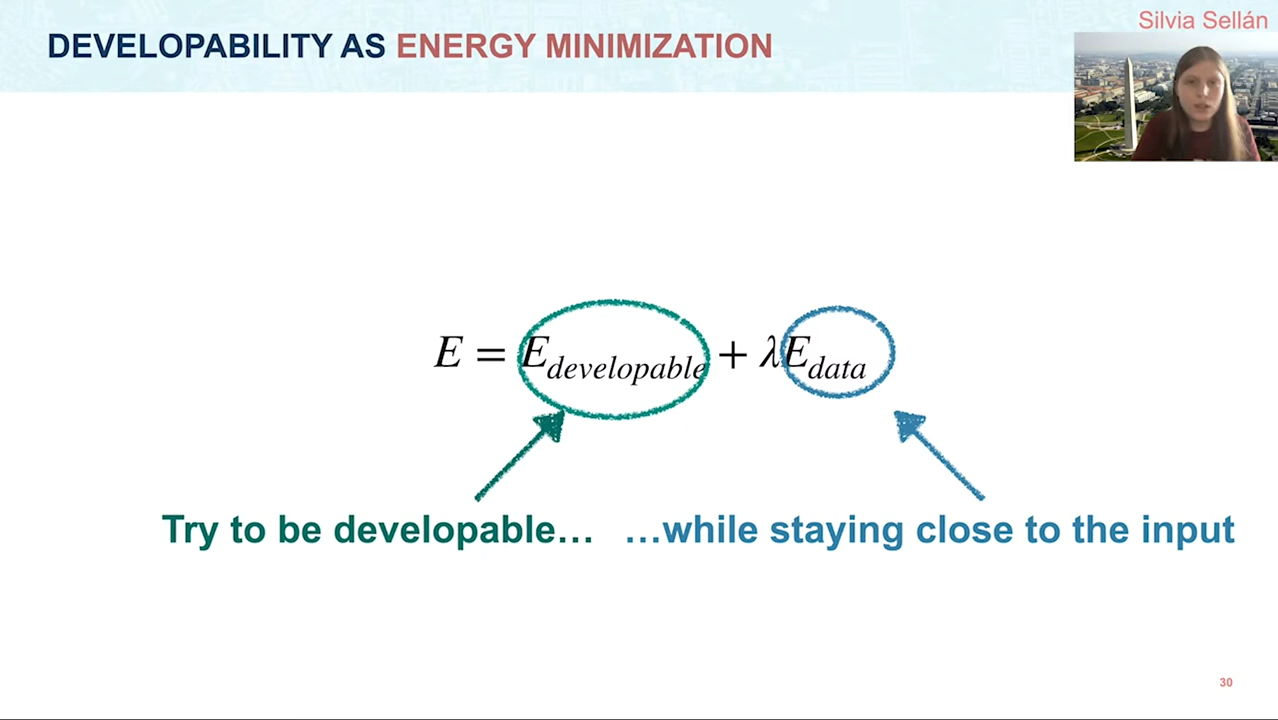 Silvia Sellán
DEVELOPABILITY AS ENERGY MINIMIZATION
E = E_developable + λE_data
Try to be developable… …while staying close to the input
30